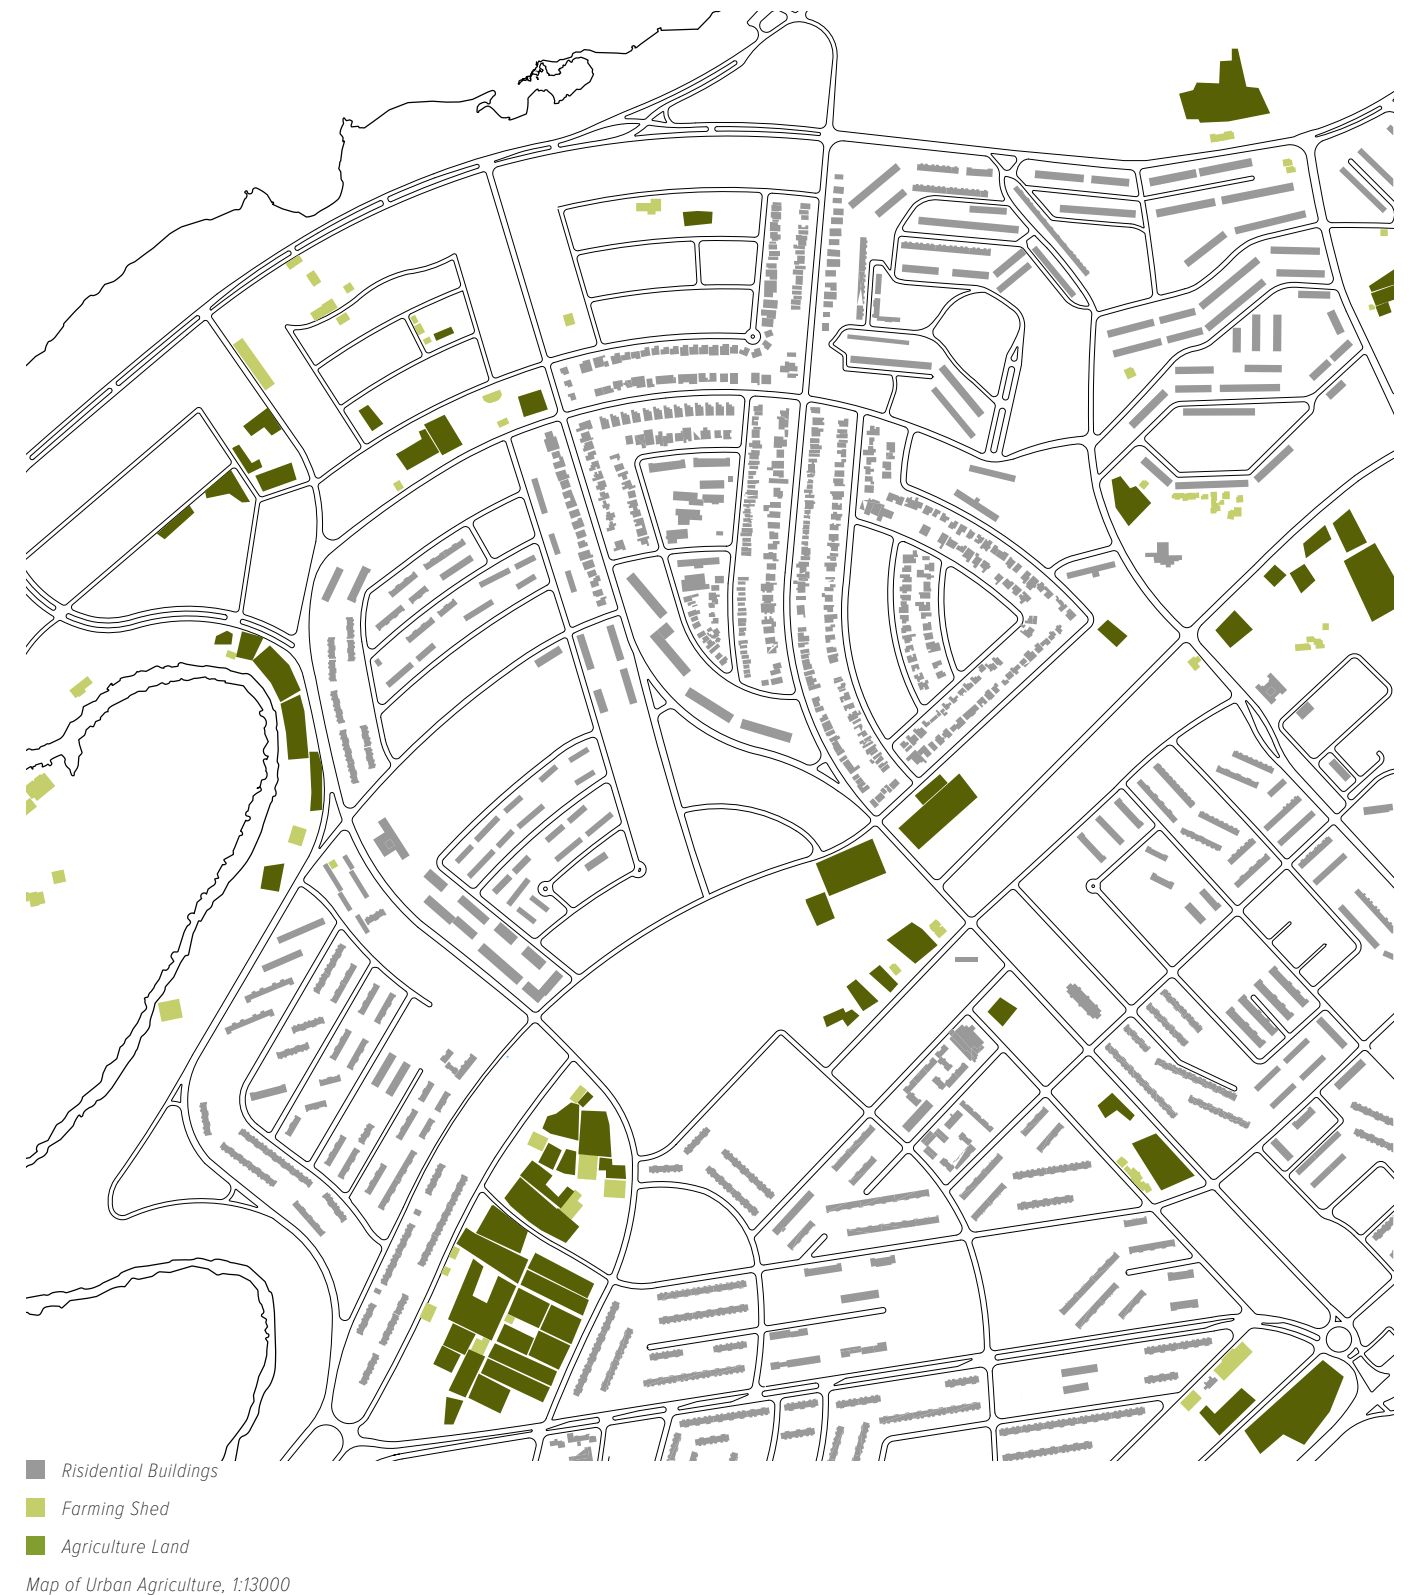 Risidential Buildings
Farming Shed
Agriculture Land
Map of Urban Agriculture, 1:13000